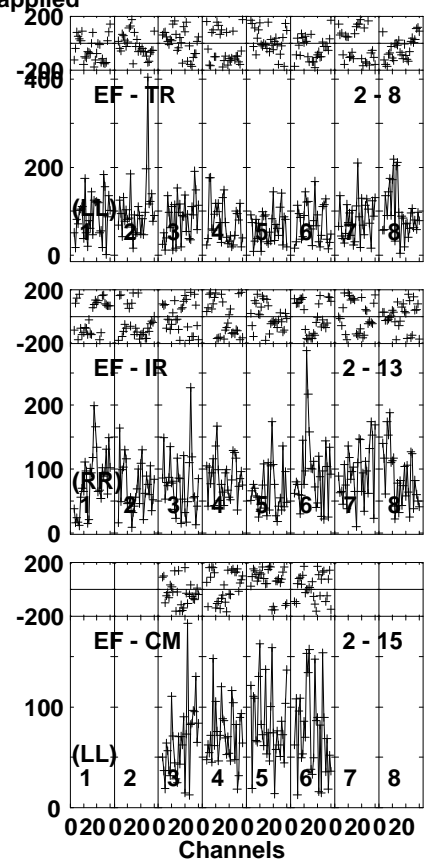 applied
200
-200
400
EF - TR 2 - 8
200
(LL)
1 2 3 4 5 6 7 8
0
200
-200
EF - IR 2 - 13
200
100
(RR)
1 2 3 4 5 6 7 8
0
200
-200
EF - CM 2 - 15
100
(LL)
1 2 3 4 5 6 7 8
0
0 20 0 20 0 20 0 20 0 20 0 20 0 20 0 20
Channels